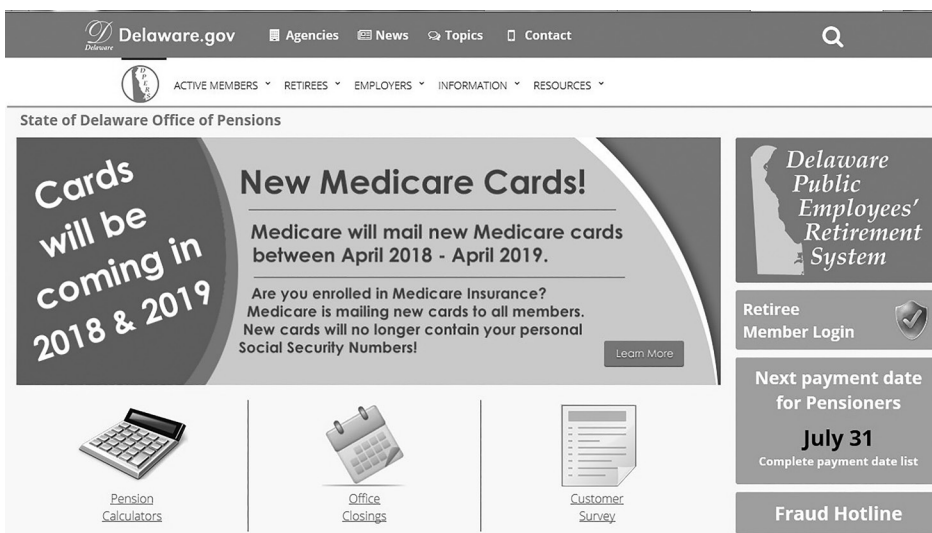 Delaware
Delaware.gov
Agencies
News
Topics
Contact
DPERS
ACTIVE MEMBERS
RETIREES
EMPLOYERS
INFORMATION
RESOURCES
State of Delaware Office of Pensions
Cards
will be
coming in
2018 & 2019
New Medicare Cards!
Medicare will mail new Medicare cards
between April 2018 - April 2019.
Are you enrolled in Medicare Insurance?
Medicare is mailing new cards to all members.
New cards will no longer contain your personal
Social Security Numbers!
Learn More
Delaware
Public
Employees'
Retirement
System
Retiree
Member Login
Next payment date
for Pensioners
July 31
Complete payment date list
Fraud Hotline
Pension
Calculators
Office
Closings
Customer
Survey